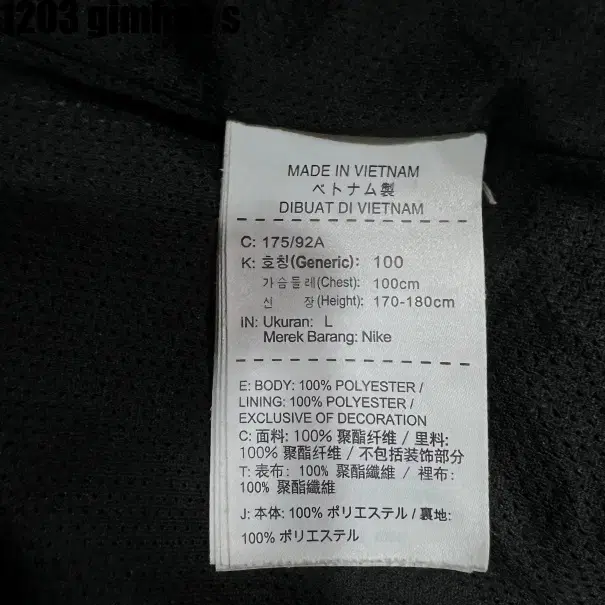 1203 gimhae s
MADE IN VIETNAM
ベトナム製
DIBUAT DI VIETNAM
C: 175/92A
K: 호칭(Generic): 100
가슴둘레(Chest): 100cm
신 장(Height): 170-180cm
IN: Ukuran: L
Merek Barang: Nike
E: BODY: 100% POLYESTER /
LINING: 100% POLYESTER /
EXCLUSIVE OF DECORATION
C: 面料: 100% 聚酯纤维 / 里料:
100% 聚酯纤维 / 不包括装饰部分
T: 表布: 100% 聚酯纖維 / 裡布:
100% 聚酯纖維
J: 本体: 100% ポリエステル / 裏地:
100% ポリエステル